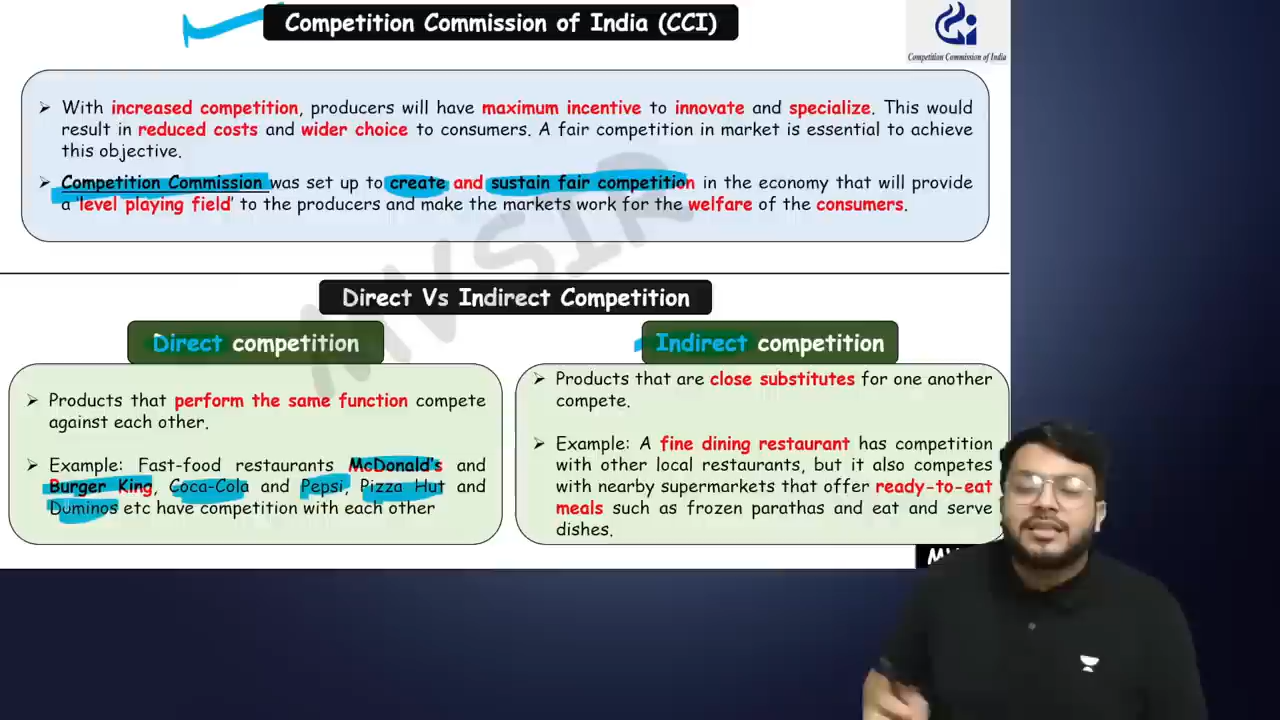 Competition Commission of India (CCI)
Competition Commission of India
➢ With increased competition, producers will have maximum incentive to innovate and specialize. This would
result in reduced costs and wider choice to consumers. A fair competition in market is essential to achieve
this objective.
➢ Competition Commission was set up to create and sustain fair competition in the economy that will provide
a 'level playing field' to the producers and make the markets work for the welfare of the consumers.
MVSIR
Direct Vs Indirect Competition
Direct competition
➢ Products that perform the same function compete
against each other.
➢ Example: Fast-food restaurants McDonald's and
Burger King, Coca-Cola and Pepsi, Pizza Hut and
Dominos etc have competition with each other
Indirect competition
➢ Products that are close substitutes for one another
compete.
➢ Example: A fine dining restaurant has competition
with other local restaurants, but it also competes
with nearby supermarkets that offer ready-to-eat
meals such as frozen parathas and eat and serve
dishes.